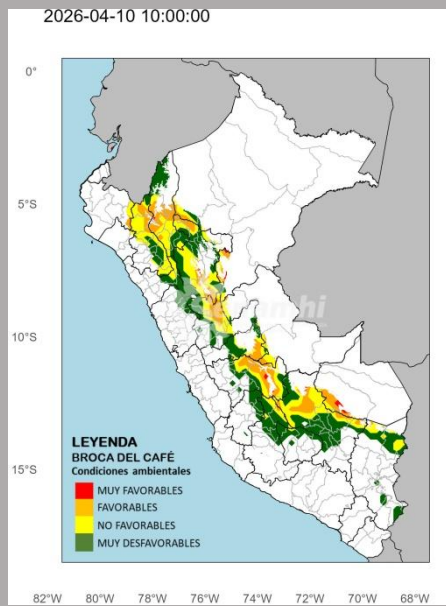 2026-04-10 10:00:00
0°
5°S
10°S
15°S
senamhi
LEYENDA
BROCA DEL CAFÉ
Condiciones ambientales
MUY FAVORABLES
FAVORABLES
NO FAVORABLES
MUY DESFAVORABLES
82°W 80°W 78°W 76°W 74°W 72°W 70°W 68°W